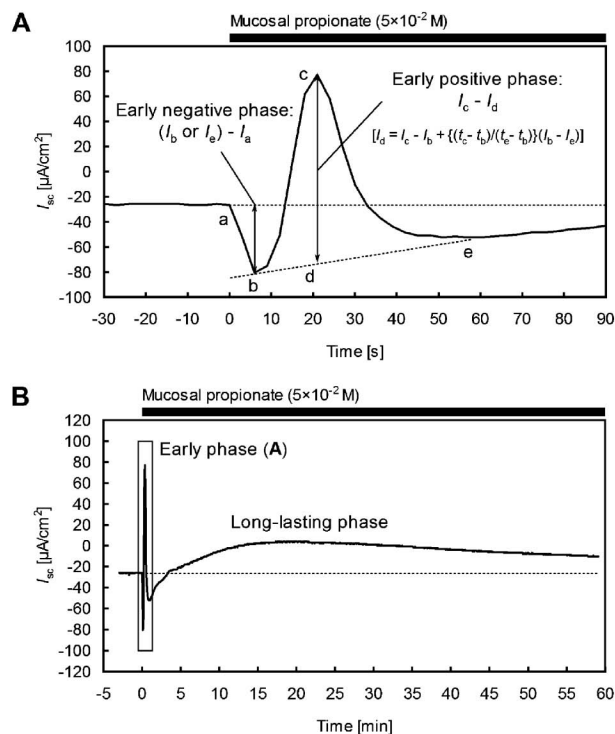 A
Mucosal propionate (5×10⁻² M)
Early negative phase:
(I_b or I_e) - I_a
Early positive phase:
I_c - I_d
[I_d = I_c - I_b + {(t_c - t_b)/(t_e - t_b)}(I_b - I_e)]
I_sc [µA/cm²]
100
80
60
40
20
0
-20
-40
-60
-80
-100
a
b
c
d
e
-30 -20 -10 0 10 20 30 40 50 60 70 80 90
Time [s]
B
Mucosal propionate (5×10⁻² M)
Early phase (A)
Long-lasting phase
I_sc [µA/cm²]
120
100
80
60
40
20
0
-20
-40
-60
-80
-100
-120
-5 0 5 10 15 20 25 30 35 40 45 50 55 60
Time [min]